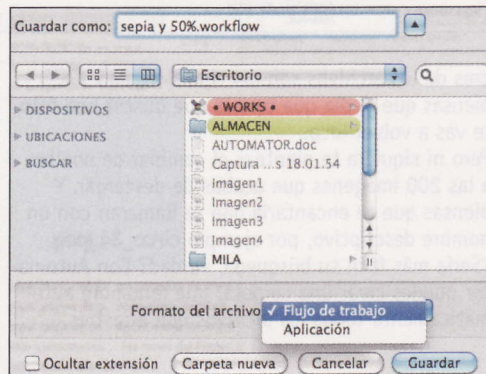 Guardar como: sepia y 50%.workflow
Escritorio
DISPOSITIVOS
UBICACIONES
BUSCAR
• WORKS •
ALMACEN
AUTOMATOR.doc
Captura ...s 18.01.54
Imagen1
Imagen2
Imagen3
Imagen4
MILA
Formato del archivo
✓ Flujo de trabajo
Aplicación
Ocultar extensión
Carpeta nueva
Cancelar
Guardar